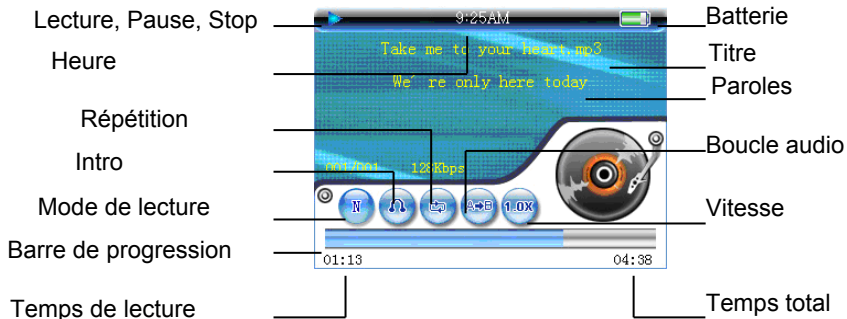 Lecture, Pause, Stop
9:25AM
Batterie
Heure
Take me to your heart.mp3
Titre
We're only here today
Paroles
Répétition
Boucle audio
Intro
001/001 128Kbps
Mode de lecture
N
A➔B
1.0X
Vitesse
Barre de progression
01:13
04:38
Temps de lecture
Temps total